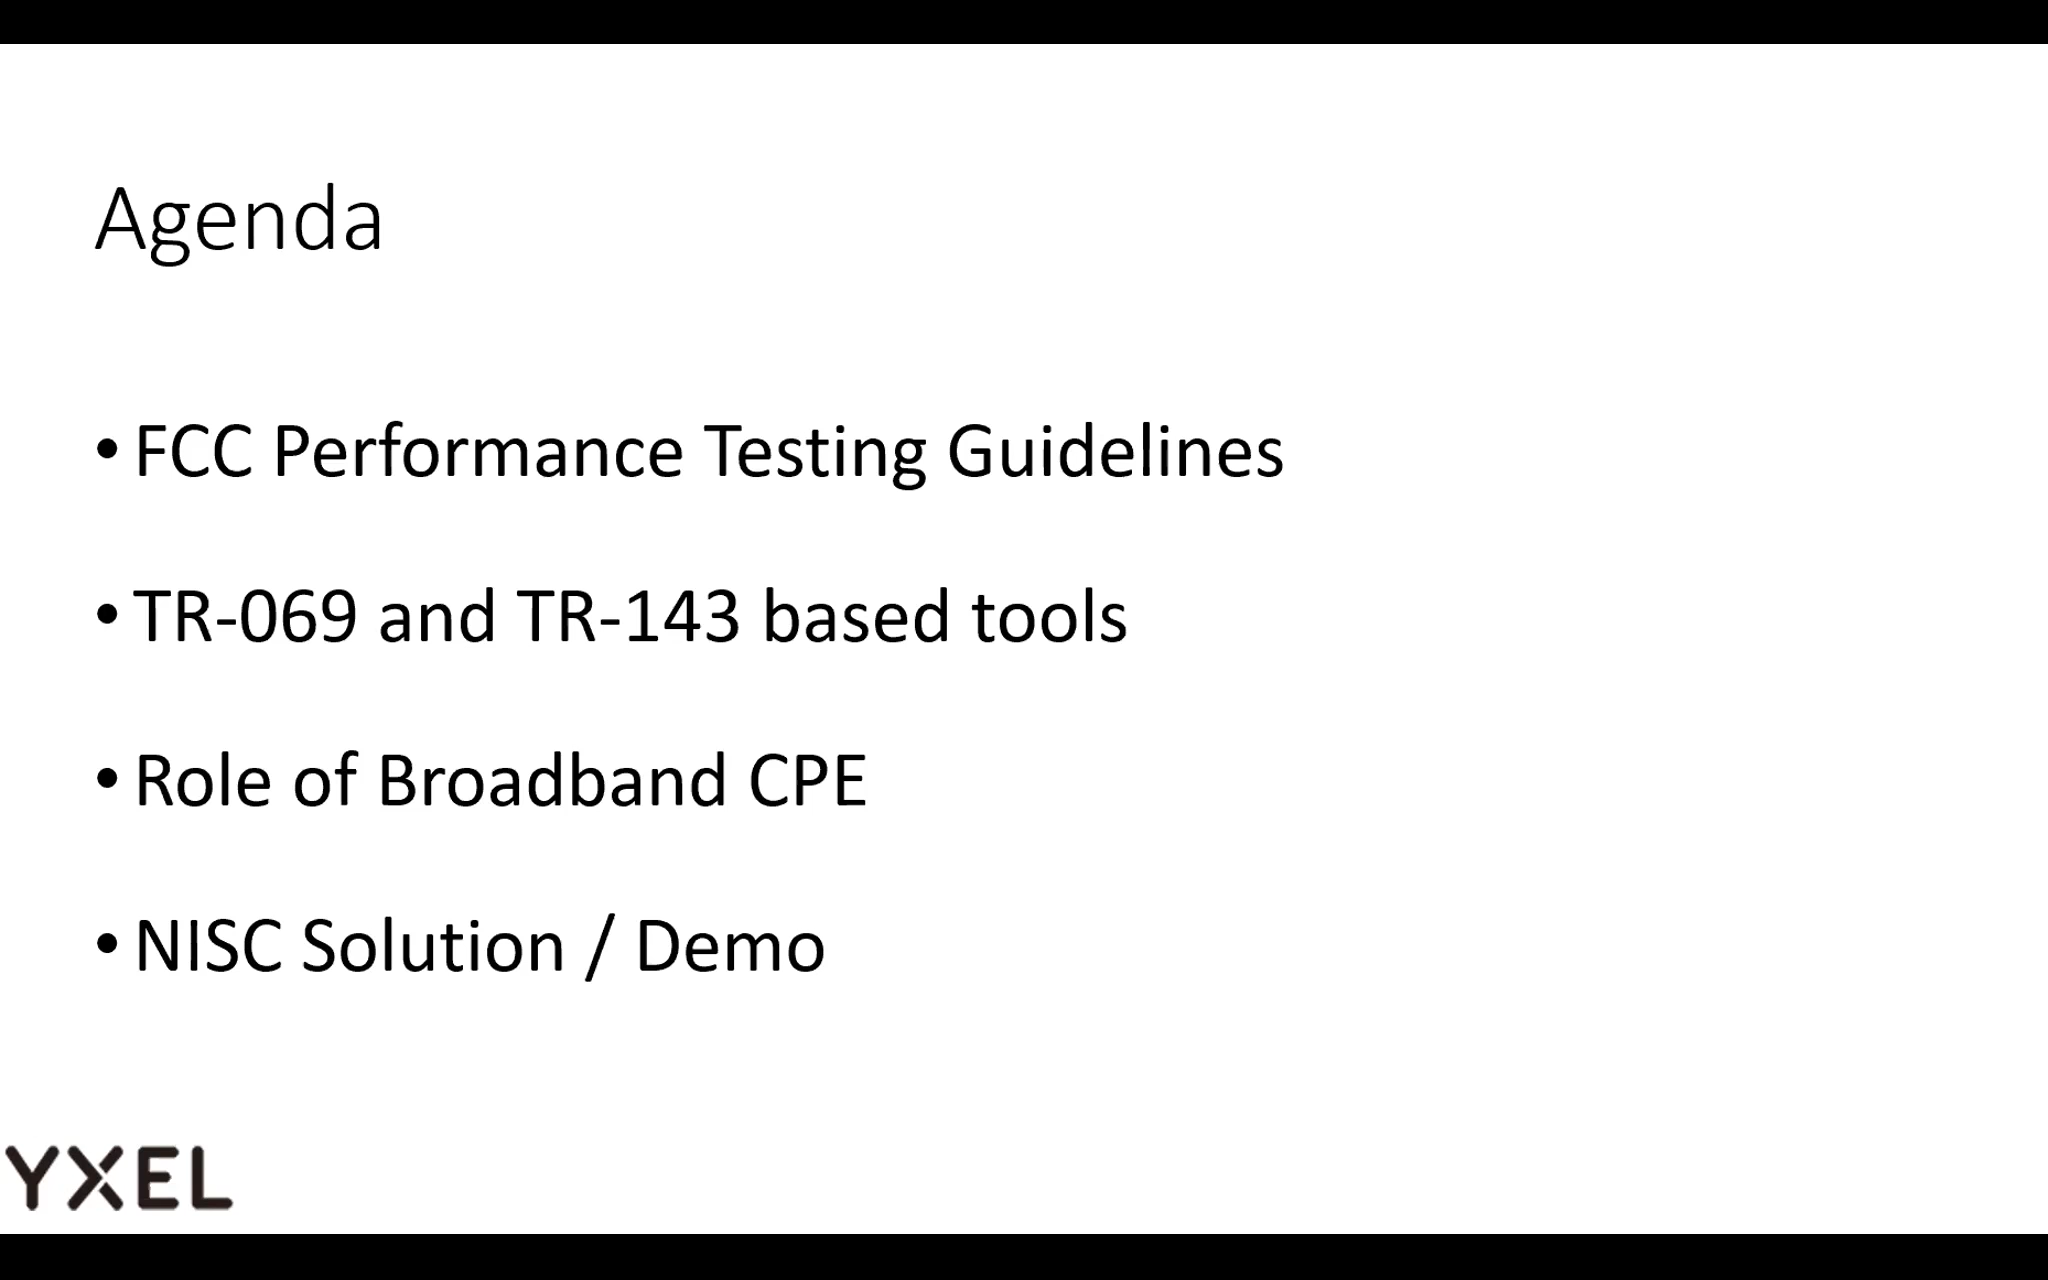 Agenda
• FCC Performance Testing Guidelines
• TR-069 and TR-143 based tools
• Role of Broadband CPE
• NISC Solution / Demo
YXEL